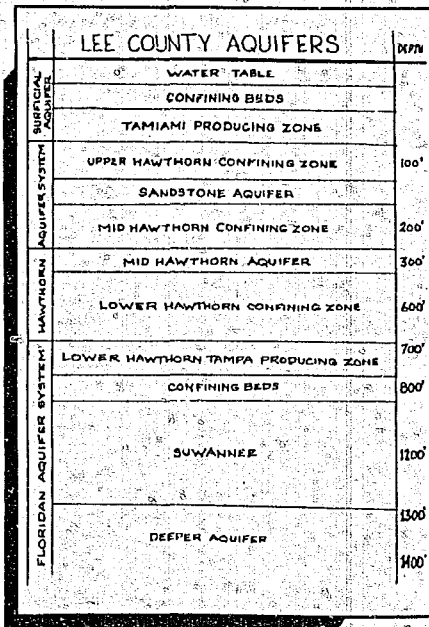 LEE COUNTY AQUIFERS DEPTH
SURFICIAL
AQUIFER
WATER TABLE
CONFINING BEDS
TAMIAMI PRODUCING ZONE
HAWTHORN AQUIFER SYSTEM
UPPER HAWTHORN CONFINING ZONE 100'
SANDSTONE AQUIFER
MID HAWTHORN CONFINING ZONE 200'
MID HAWTHORN AQUIFER 300'
LOWER HAWTHORN CONFINING ZONE 600'
FLORIDAN AQUIFER SYSTEM
700'
LOWER HAWTHORN TAMPA PRODUCING ZONE
CONFINING BEDS 800'
SUWANNEE 1200'
1300'
DEEPER AQUIFER
1400'